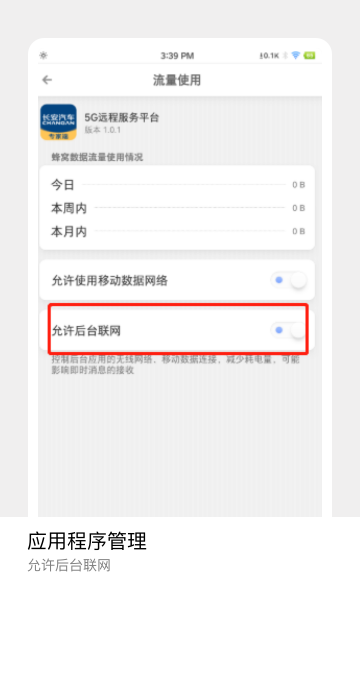 3:39 PM
0.1K
流量使用
长安汽车
CHANGAN
专家版
5G远程服务平台
版本 1.0.1
蜂窝数据流量使用情况
今日 0 B
本周内 0 B
本月内 0 B
允许使用移动数据网络
允许后台联网
控制后台应用的无线网络、移动数据连接，减少耗电量，可能
影响即时消息的接收
应用程序管理
允许后台联网